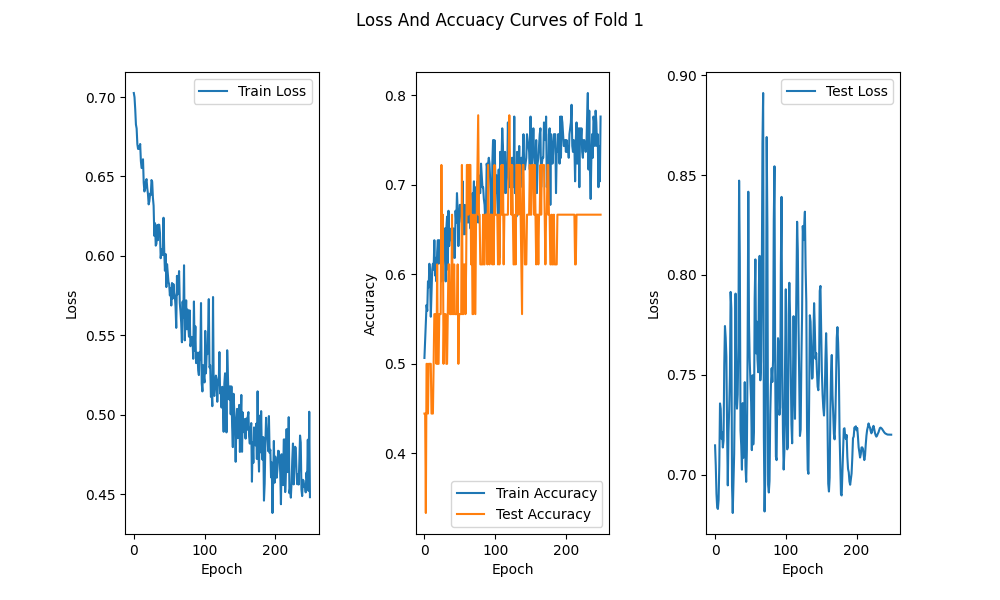 Loss And Accuacy Curves of Fold 1
Train Loss
0.70
0.65
0.60
0.55
0.50
0.45
Loss
0
100
200
Epoch
0.8
0.7
0.6
0.5
0.4
Accuracy
Train Accuracy
Test Accuracy
0
100
200
Epoch
Test Loss
0.90
0.85
0.80
0.75
0.70
Loss
0
100
200
Epoch